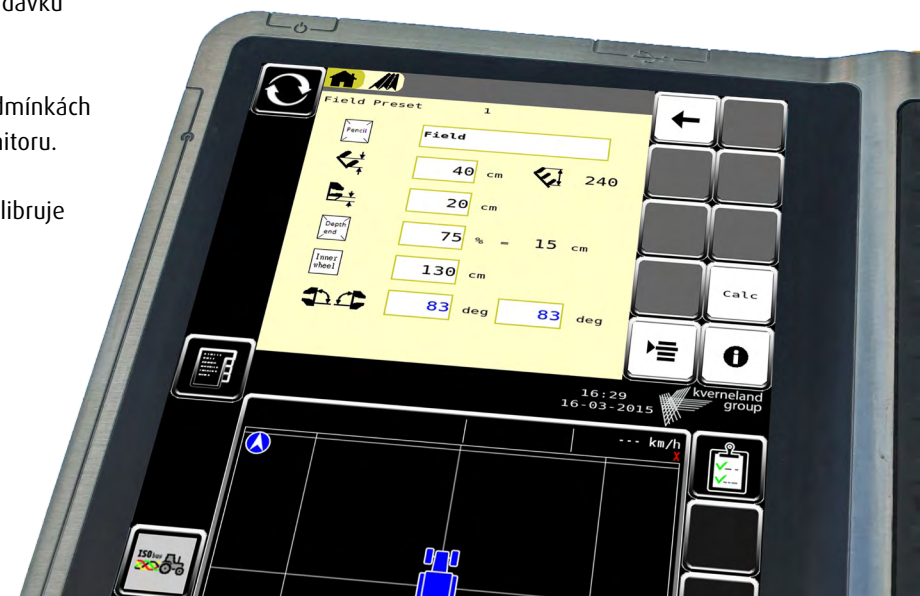 dávku
dmínkách
nitoru.
libruje
Field Preset 1
Pencil
Field
40 cm 240
20 cm
Depth
end
75 % = 15 cm
Inner
wheel
130 cm
83 deg 83 deg
Calc
16:29
16-03-2015
kverneland
group
--- km/h
X
ISObus